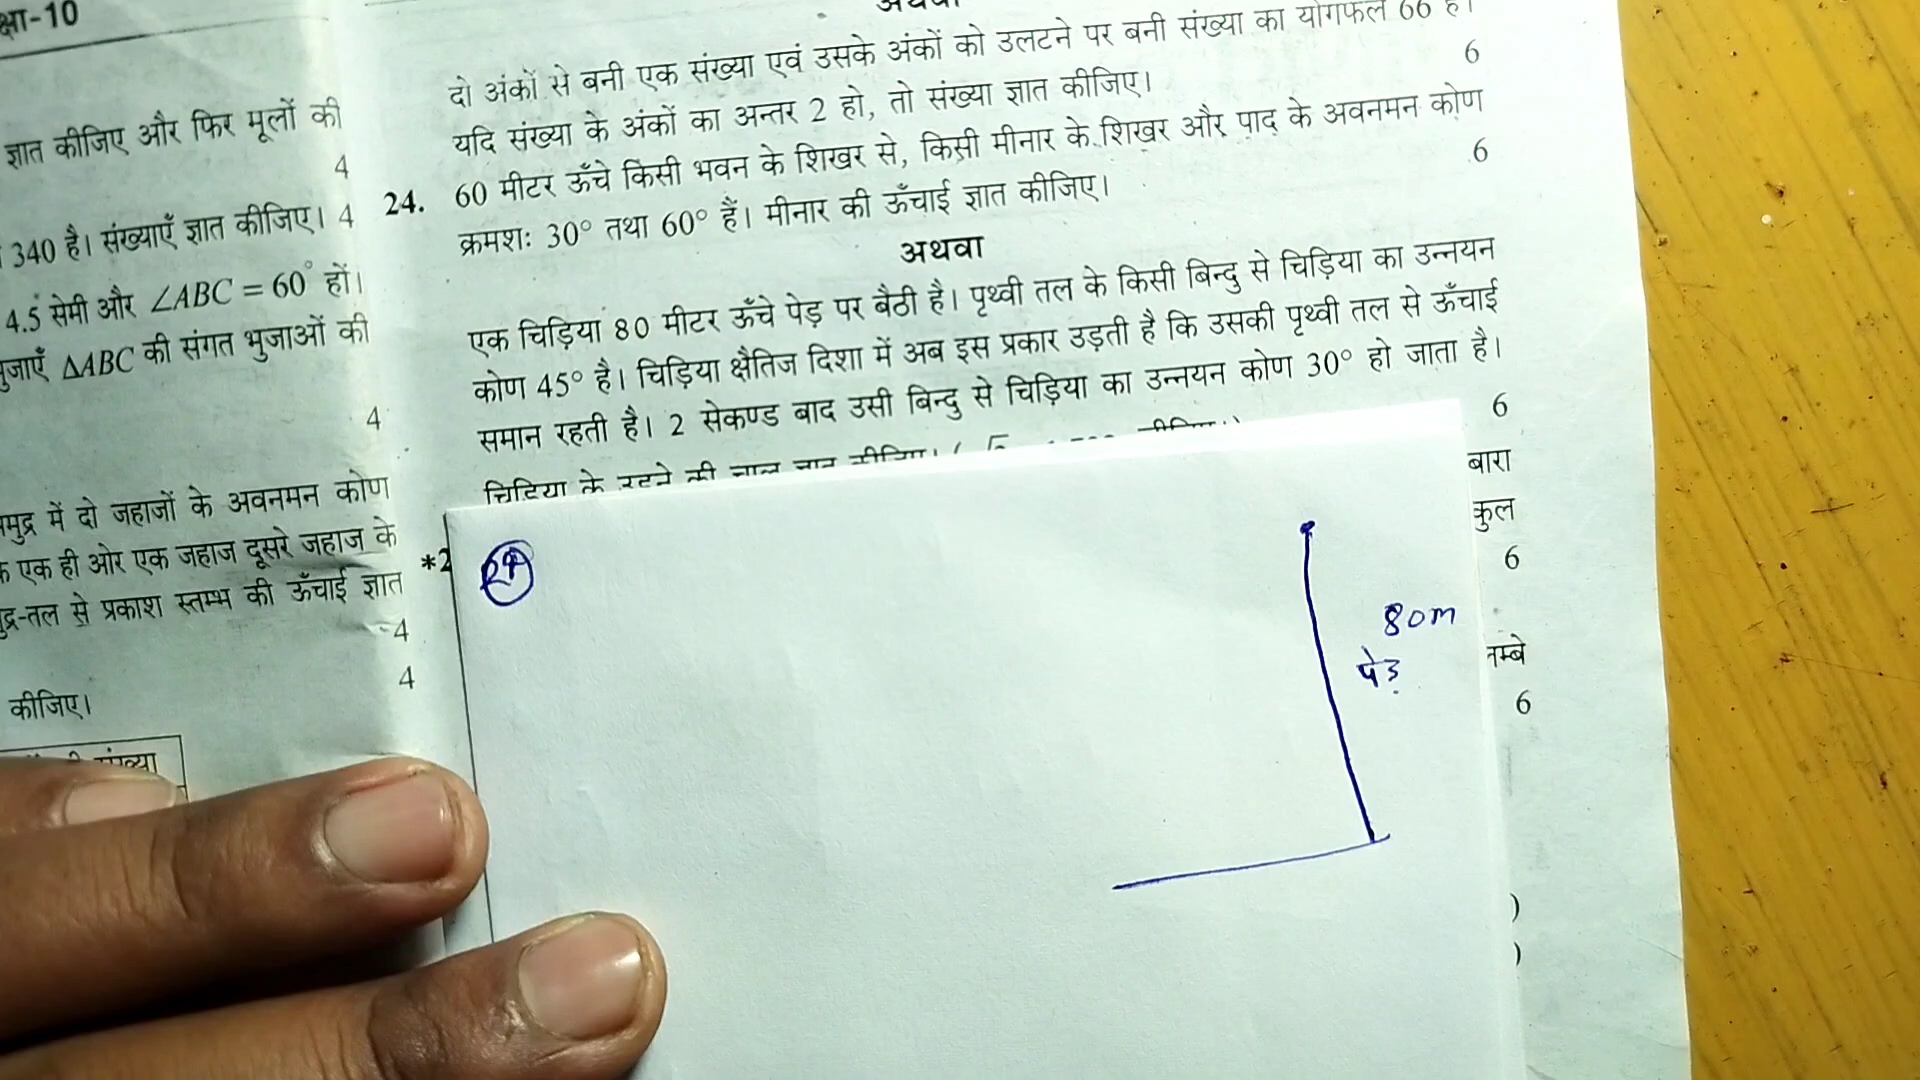 क्षा-10
ज्ञात कीजिए और फिर मूलों की
4
340 है। संख्याएँ ज्ञात कीजिए। 4
4.5 सेमी और ∠ABC = 60° हों।
ΔABC की संगत भुजाओं की
4
में दो जहाजों के अवनमन कोण
एक ही ओर एक जहाज दूसरे जहाज के
से प्रकाश स्तम्भ की ऊँचाई ज्ञात
4
4
कीजिए।
अथवा
दो अंकों से बनी एक संख्या एवं उसके अंकों को उलटने पर बनी संख्या का योगफल 66 है।
यदि संख्या के अंकों का अन्तर 2 हो, तो संख्या ज्ञात कीजिए। 6
24. 60 मीटर ऊँचे किसी भवन के शिखर से, किसी मीनार के शिखर और पाद के अवनमन कोण
क्रमशः 30° तथा 60° हैं। मीनार की ऊँचाई ज्ञात कीजिए। 6
अथवा
एक चिड़िया 80 मीटर ऊँचे पेड़ पर बैठी है। पृथ्वी तल के किसी बिन्दु से चिड़िया का उन्नयन
कोण 45° है। चिड़िया क्षैतिज दिशा में अब इस प्रकार उड़ती है कि उसकी पृथ्वी तल से ऊँचाई
समान रहती है। 2 सेकण्ड बाद उसी बिन्दु से चिड़िया का उन्नयन कोण 30° हो जाता है।
6
बारा
*2
कुल
6
24
80m
पेड़
6
)
)